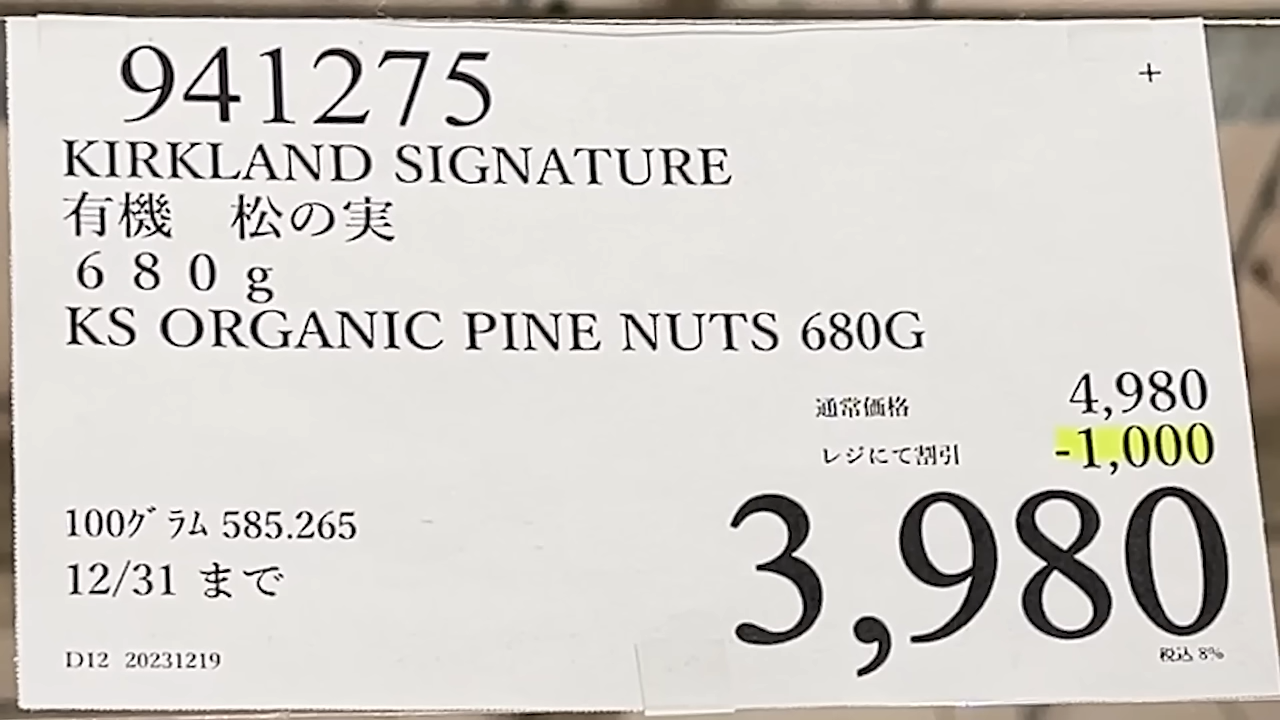 941275
+
KIRKLAND SIGNATURE
有機　松の実
６８０ｇ
KS ORGANIC PINE NUTS 680G
通常価格 4,980
レジにて割引 -1,000
3,980
100ｸﾞﾗﾑ 585.265
12/31 まで
税込 8%
D12 20231219